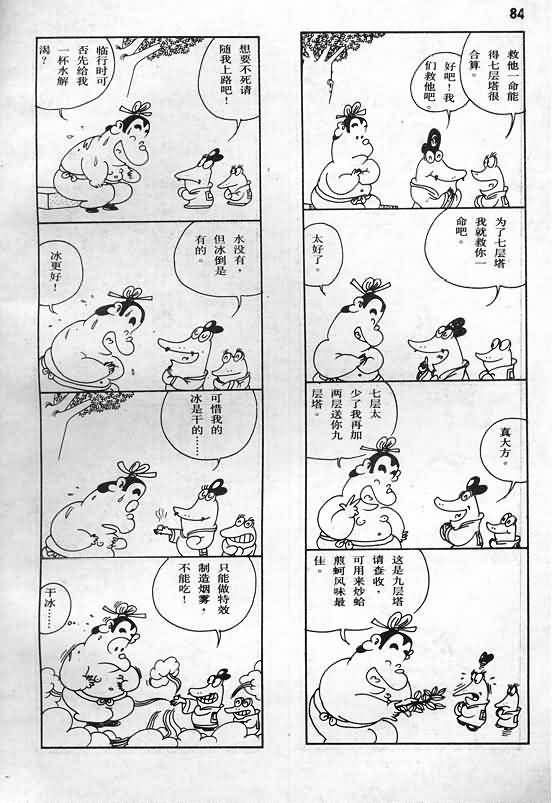 84
救他一命能
得七层塔很
合算。
好吧！我
们救他吧。
为了七层塔
我就救你一
命吧。
太好了。
七层太
少了我再加
两层送你九
层塔。
真大方。
这是九层塔
请查收，
可用来炒蛤
煎蚵风味最
佳。
想要不死请
随我上路吧！
临行时可
否先给我
一杯水解
渴？
水没有，
但冰倒是
有的。
冰更好！
可惜我的
冰是干的……
只能做特效
制造烟雾，
不能吃！
干冰……